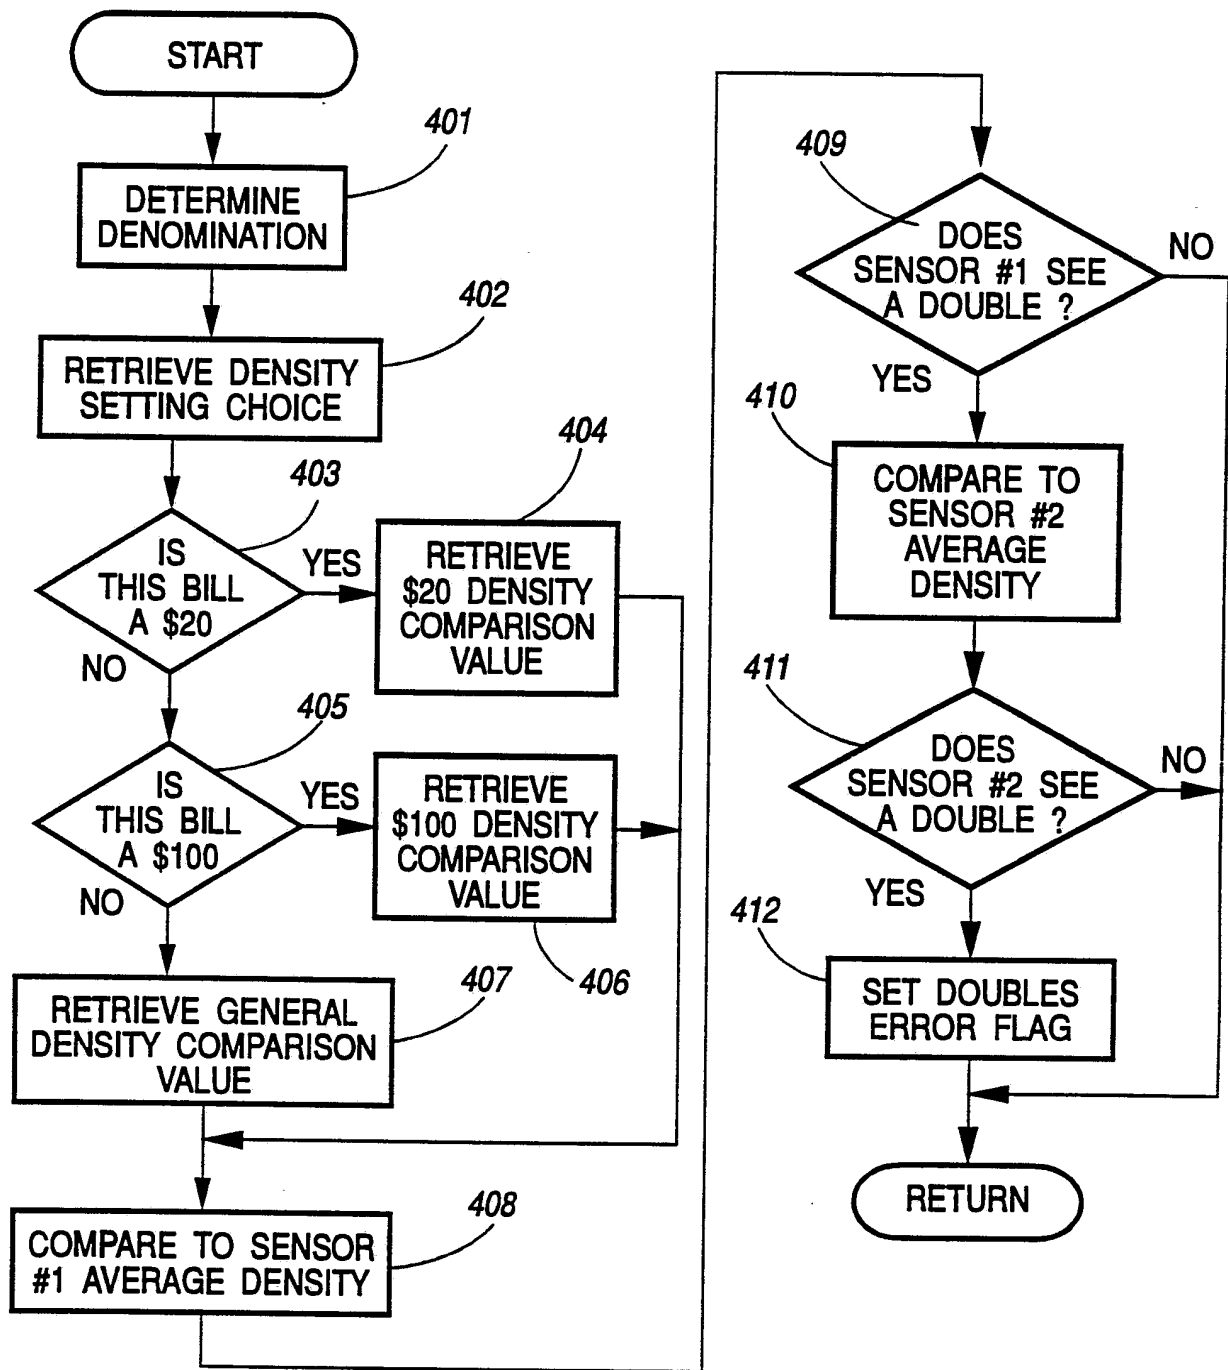 START
401
DETERMINE
DENOMINATION
402
RETRIEVE DENSITY
SETTING CHOICE
403
IS
THIS BILL
A $20
YES
NO
404
RETRIEVE
$20 DENSITY
COMPARISON
VALUE
405
IS
THIS BILL
A $100
YES
NO
RETRIEVE
$100 DENSITY
COMPARISON
VALUE
406
407
RETRIEVE GENERAL
DENSITY COMPARISON
VALUE
408
COMPARE TO SENSOR
#1 AVERAGE DENSITY
409
DOES
SENSOR #1 SEE
A DOUBLE ?
NO
YES
410
COMPARE TO
SENSOR #2
AVERAGE
DENSITY
411
DOES
SENSOR #2 SEE
A DOUBLE ?
NO
YES
412
SET DOUBLES
ERROR FLAG
RETURN